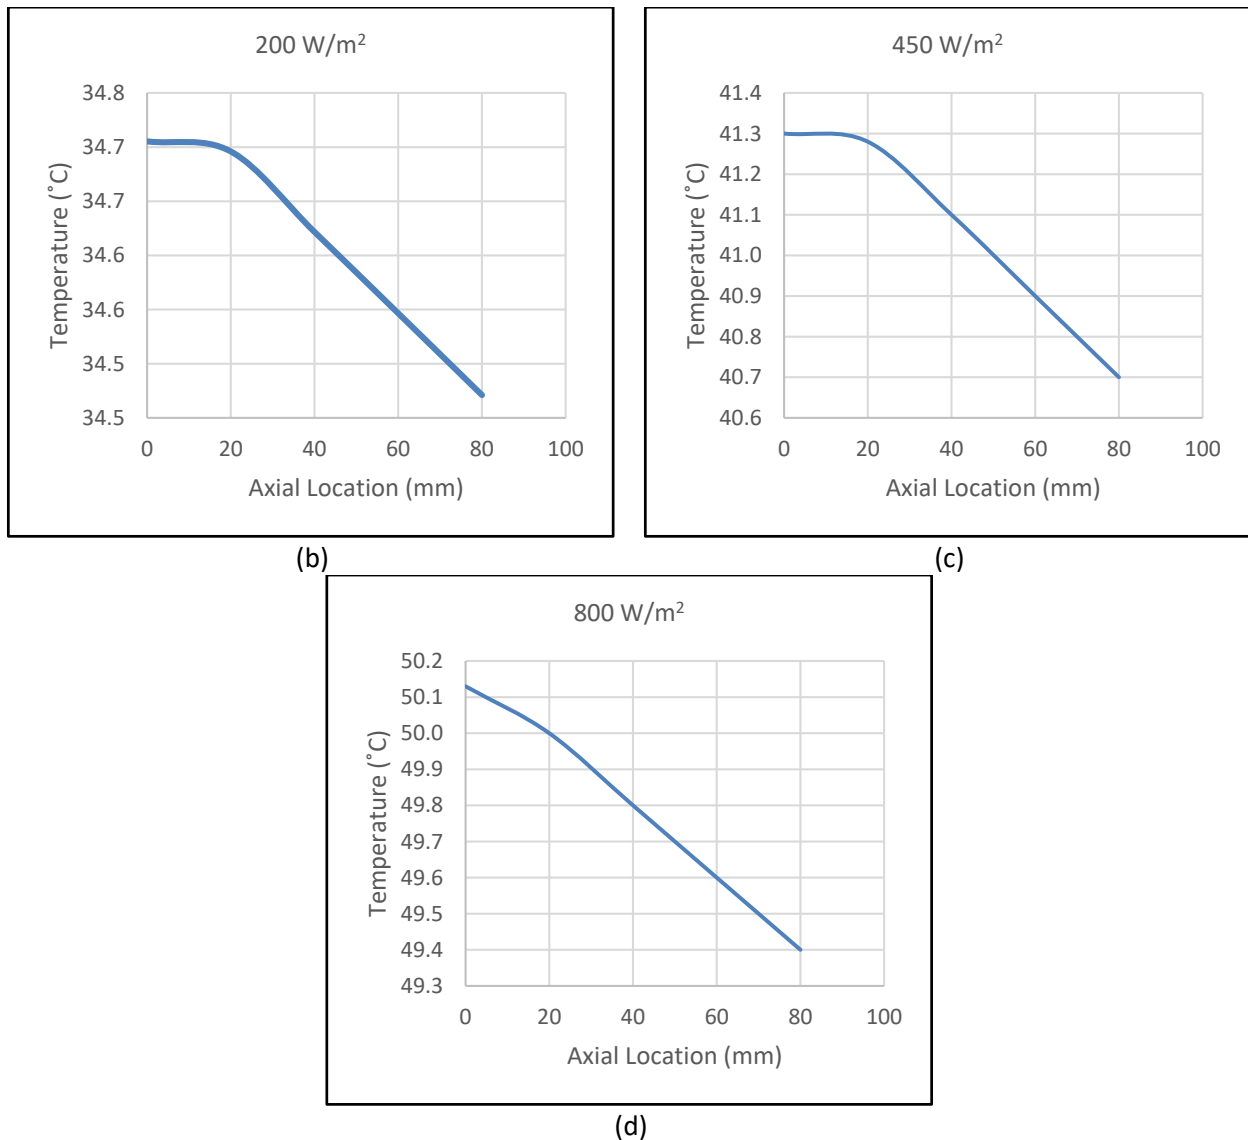 200 W/m²
34.8
34.7
34.7
34.6
34.6
34.5
34.5
Temperature (˚C)
0 20 40 60 80 100
Axial Location (mm)
(b)
450 W/m²
41.4
41.3
41.2
41.1
41.0
40.9
40.8
40.7
40.6
Temperature (˚C)
0 20 40 60 80 100
Axial Location (mm)
(c)
800 W/m²
50.2
50.1
50.0
49.9
49.8
49.7
49.6
49.5
49.4
49.3
Temperature (˚C)
0 20 40 60 80 100
Axial Location (mm)
(d)